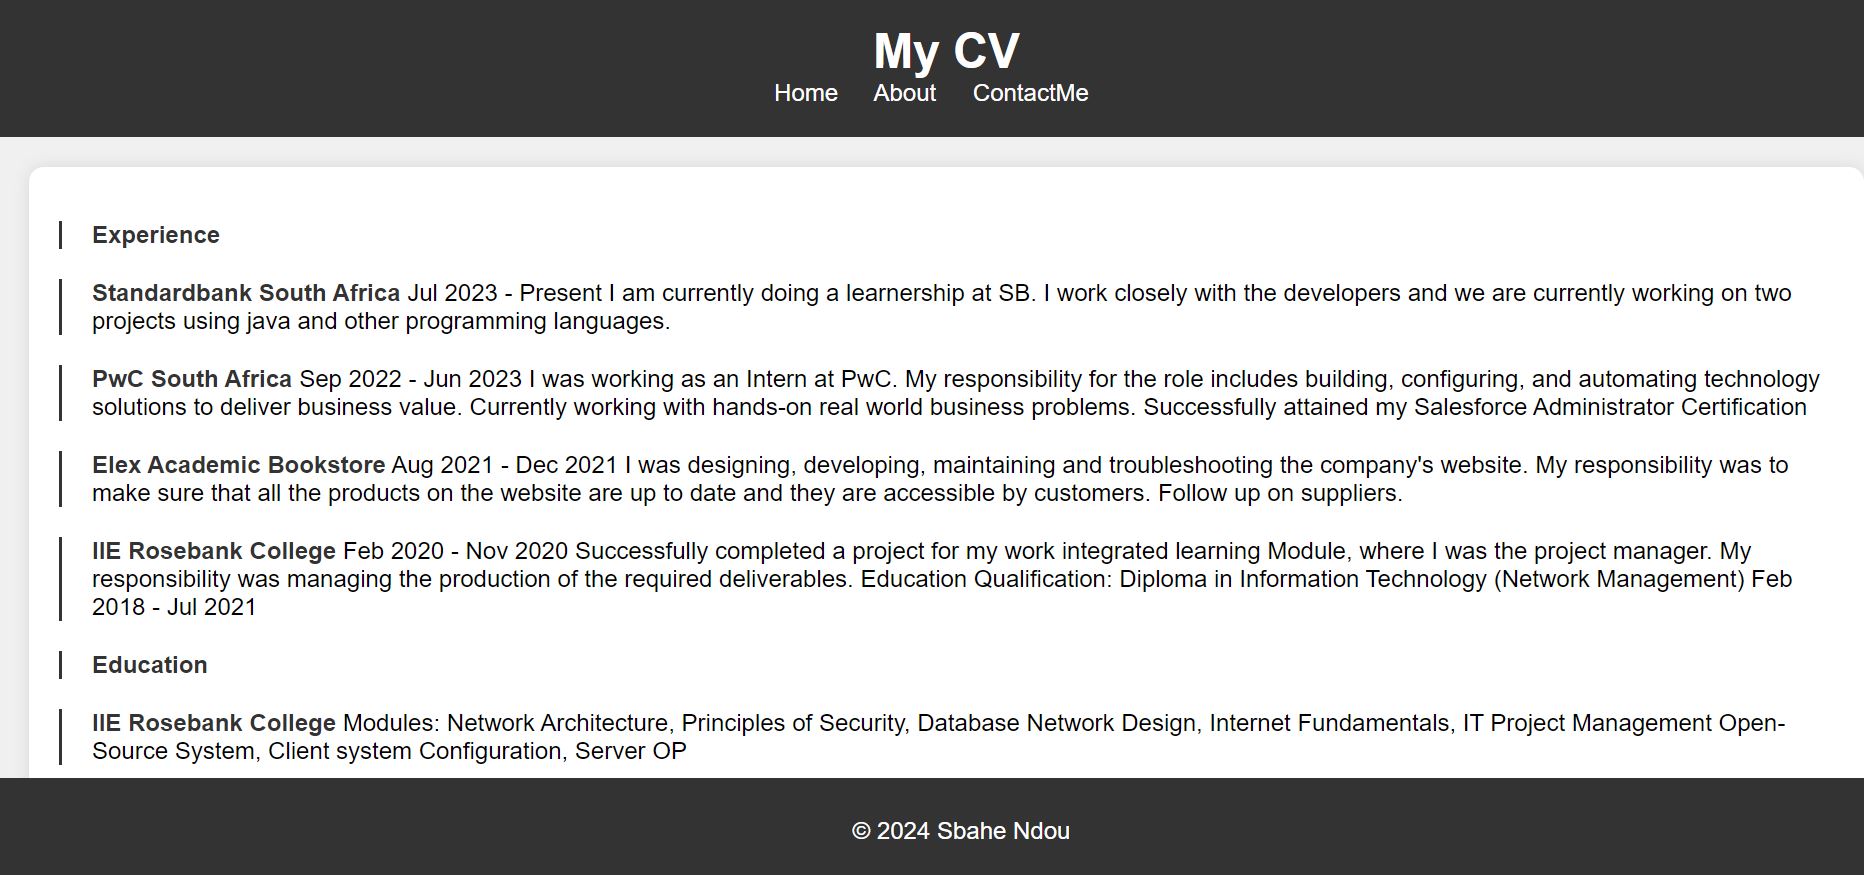 My CV
Home About ContactMe
Experience
Standardbank South Africa Jul 2023 - Present I am currently doing a learnership at SB. I work closely with the developers and we are currently working on two
projects using java and other programming languages.
PwC South Africa Sep 2022 - Jun 2023 I was working as an Intern at PwC. My responsibility for the role includes building, configuring, and automating technology
solutions to deliver business value. Currently working with hands-on real world business problems. Successfully attained my Salesforce Administrator Certification
Elex Academic Bookstore Aug 2021 - Dec 2021 I was designing, developing, maintaining and troubleshooting the company's website. My responsibility was to
make sure that all the products on the website are up to date and they are accessible by customers. Follow up on suppliers.
IIE Rosebank College Feb 2020 - Nov 2020 Successfully completed a project for my work integrated learning Module, where I was the project manager. My
responsibility was managing the production of the required deliverables. Education Qualification: Diploma in Information Technology (Network Management) Feb
2018 - Jul 2021
Education
IIE Rosebank College Modules: Network Architecture, Principles of Security, Database Network Design, Internet Fundamentals, IT Project Management Open-
Source System, Client system Configuration, Server OP
© 2024 Sbahe Ndou